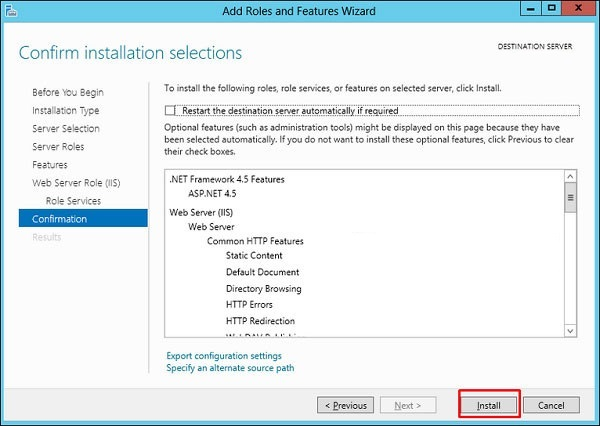 Add Roles and Features Wizard
Confirm installation selections
DESTINATION SERVER
Before You Begin
Installation Type
Server Selection
Server Roles
Features
Web Server Role (IIS)
Role Services
Confirmation
Results
To install the following roles, role services, or features on selected server, click Install.
Restart the destination server automatically if required
Optional features (such as administration tools) might be displayed on this page because they have
been selected automatically. If you do not want to install these optional features, click Previous to clear
their check boxes.
.NET Framework 4.5 Features
ASP.NET 4.5
Web Server (IIS)
Web Server
Common HTTP Features
Static Content
Default Document
Directory Browsing
HTTP Errors
HTTP Redirection
Export configuration settings
Specify an alternate source path
< Previous
Next >
Install
Cancel